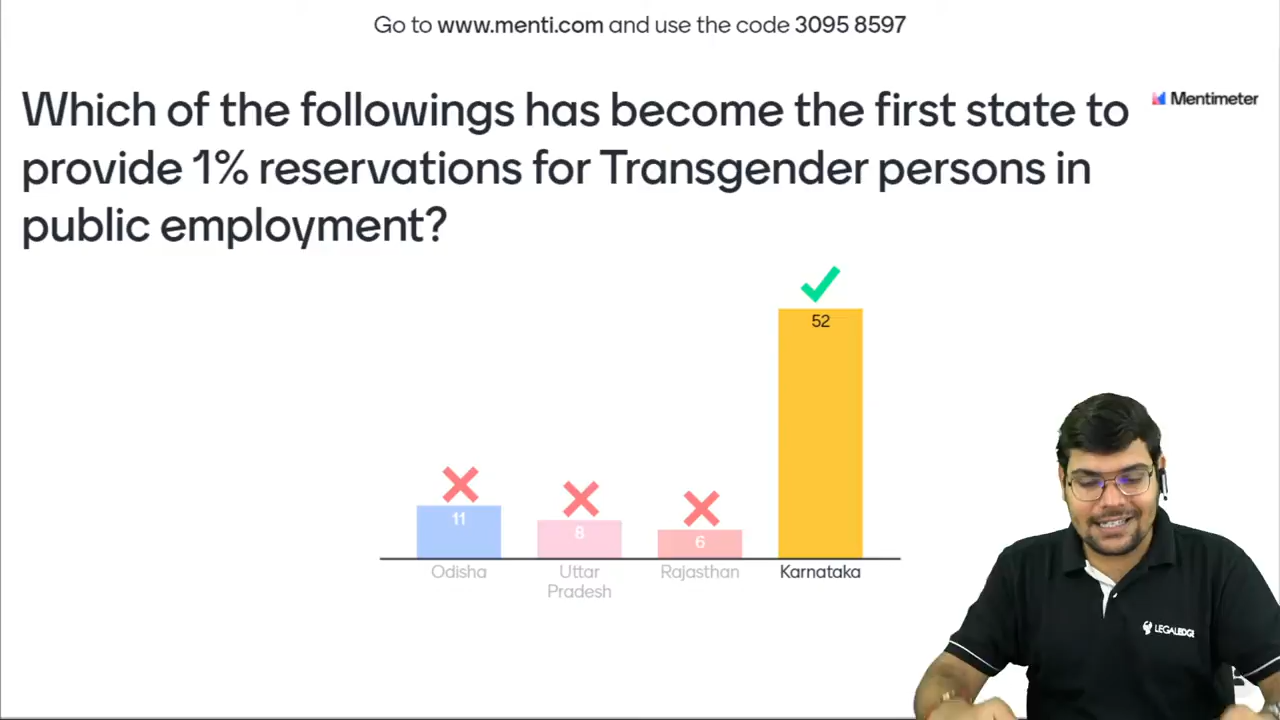 Go to www.menti.com and use the code 3095 8597
Which of the followings has become the first state to
provide 1% reservations for Transgender persons in
public employment?
Mentimeter
52
11
8
6
Odisha
Uttar
Pradesh
Rajasthan
Karnataka
LEGALEDGE